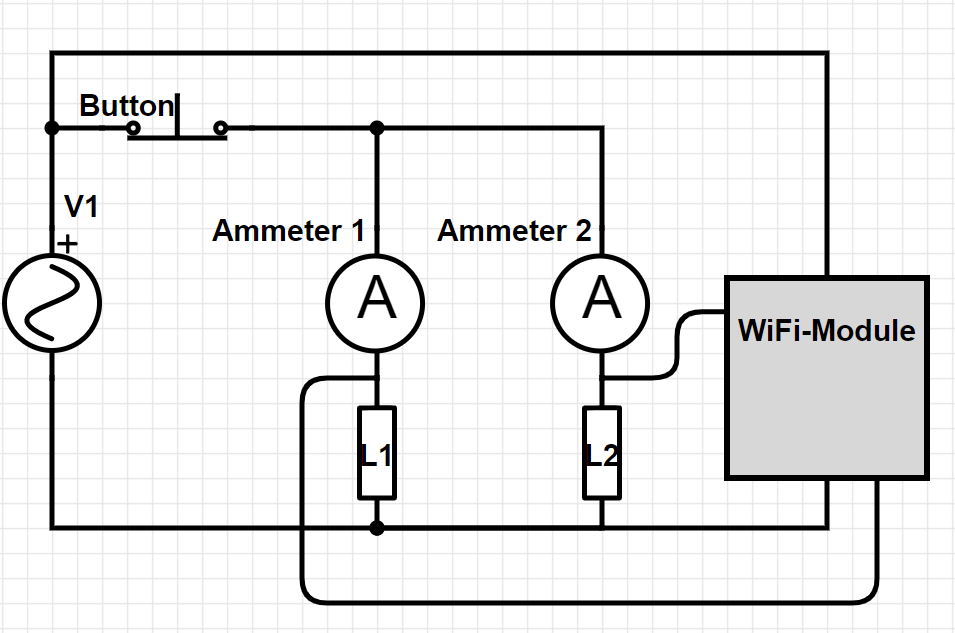 Button
V1
+
Ammeter 1
Ammeter 2
A
A
WiFi-Module
L1
L2